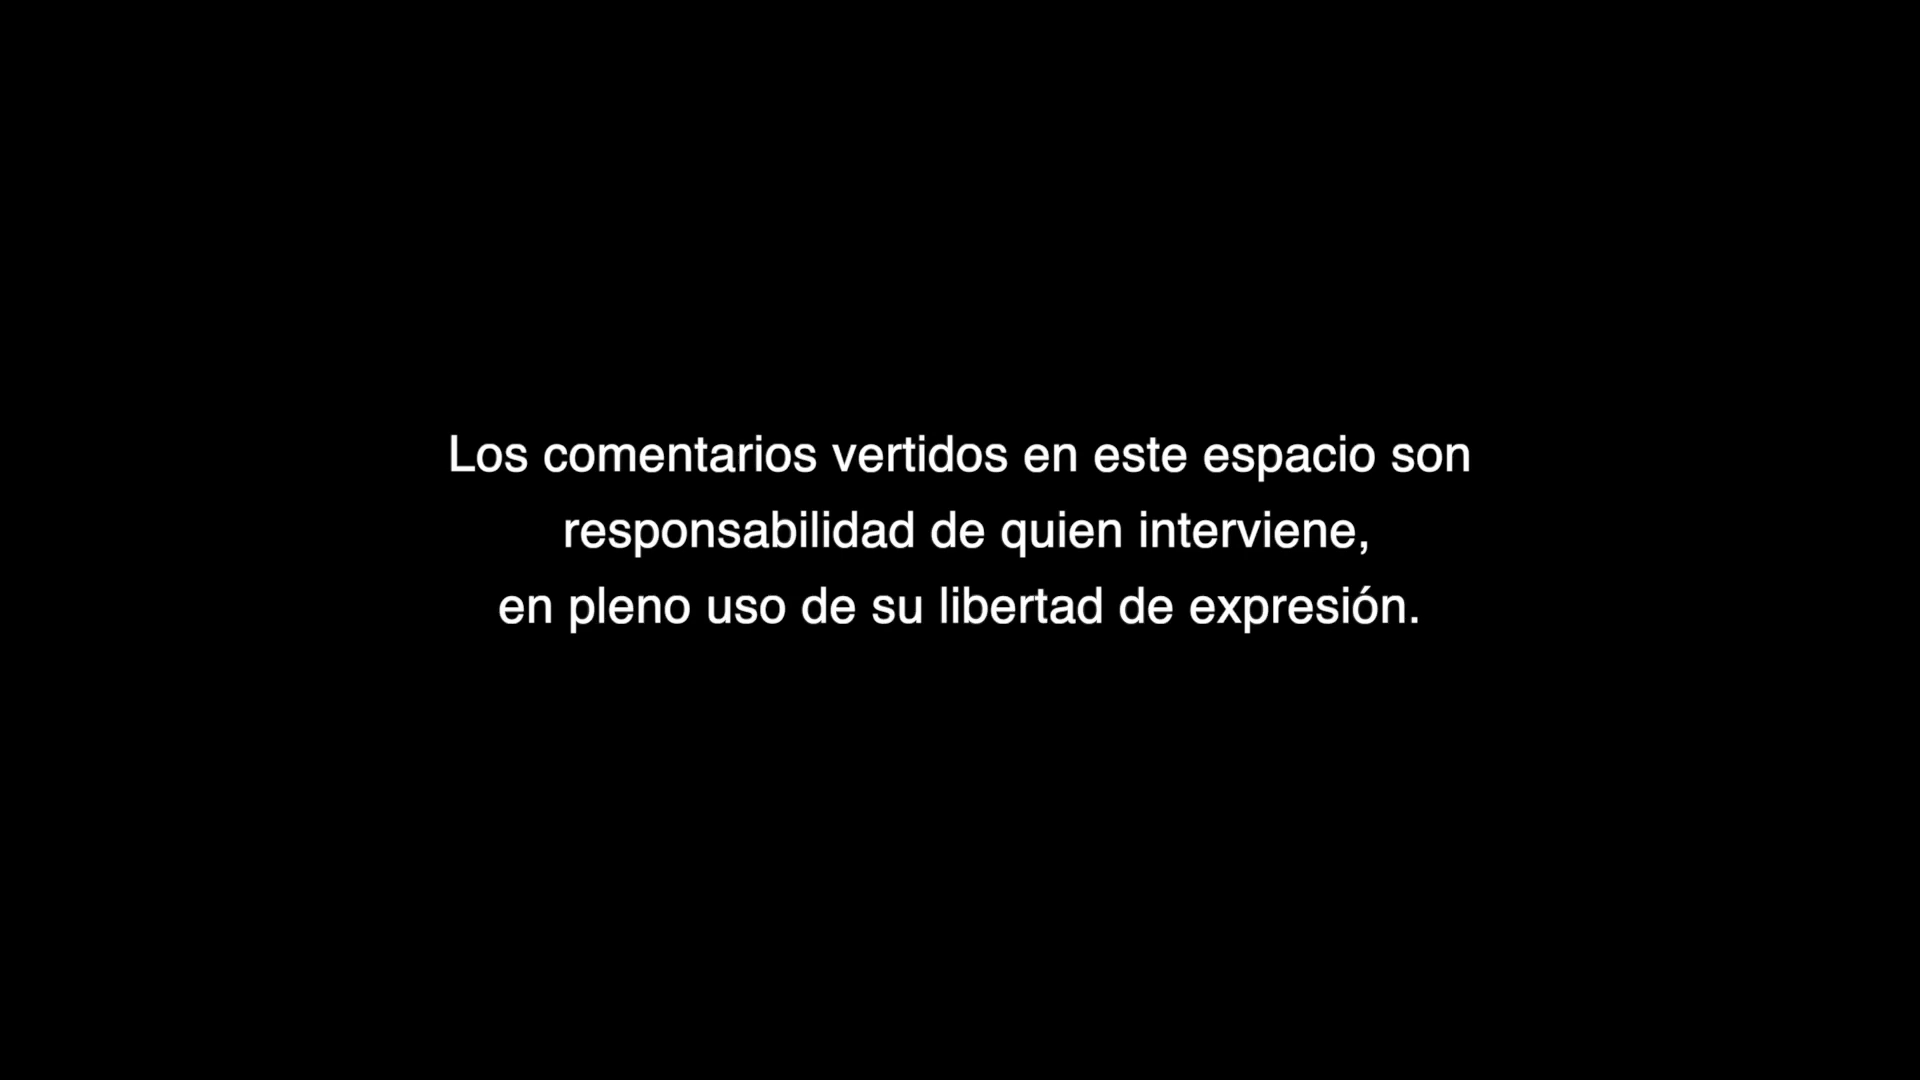 Los comentarios vertidos en este espacio son
responsabilidad de quien interviene,
en pleno uso de su libertad de expresión.